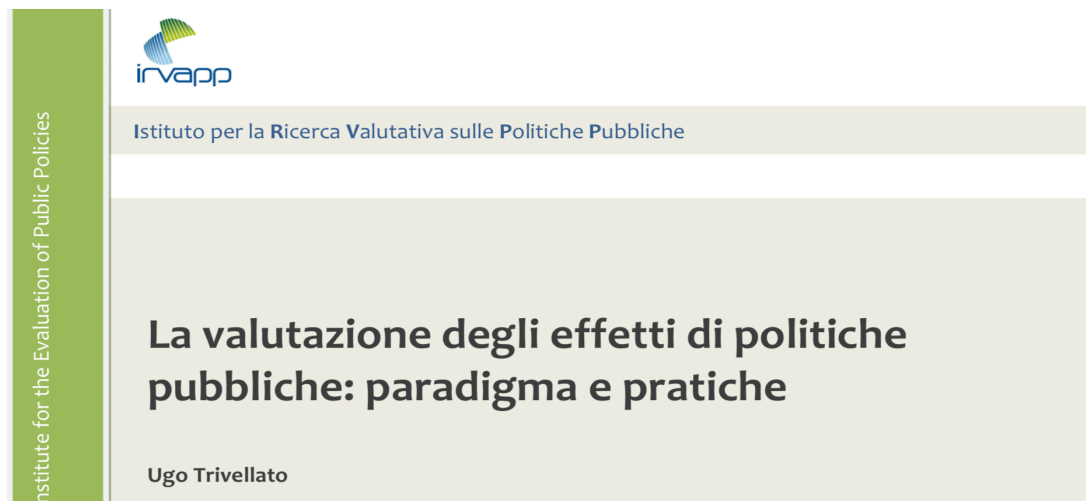 irvapp
Istituto per la Ricerca Valutativa sulle Politiche Pubbliche
nstitute for the Evaluation of Public Policies
La valutazione degli effetti di politiche
pubbliche: paradigma e pratiche
Ugo Trivellato